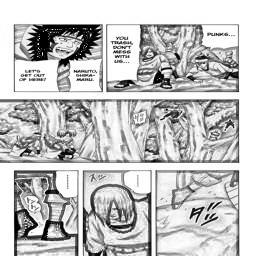 PUNKS...
YOU
TRASH,
DON'T
MESS
WITH
US...
NARUTO,
SHIKA-
MARU.
LET'S
GET OUT
OF HERE!